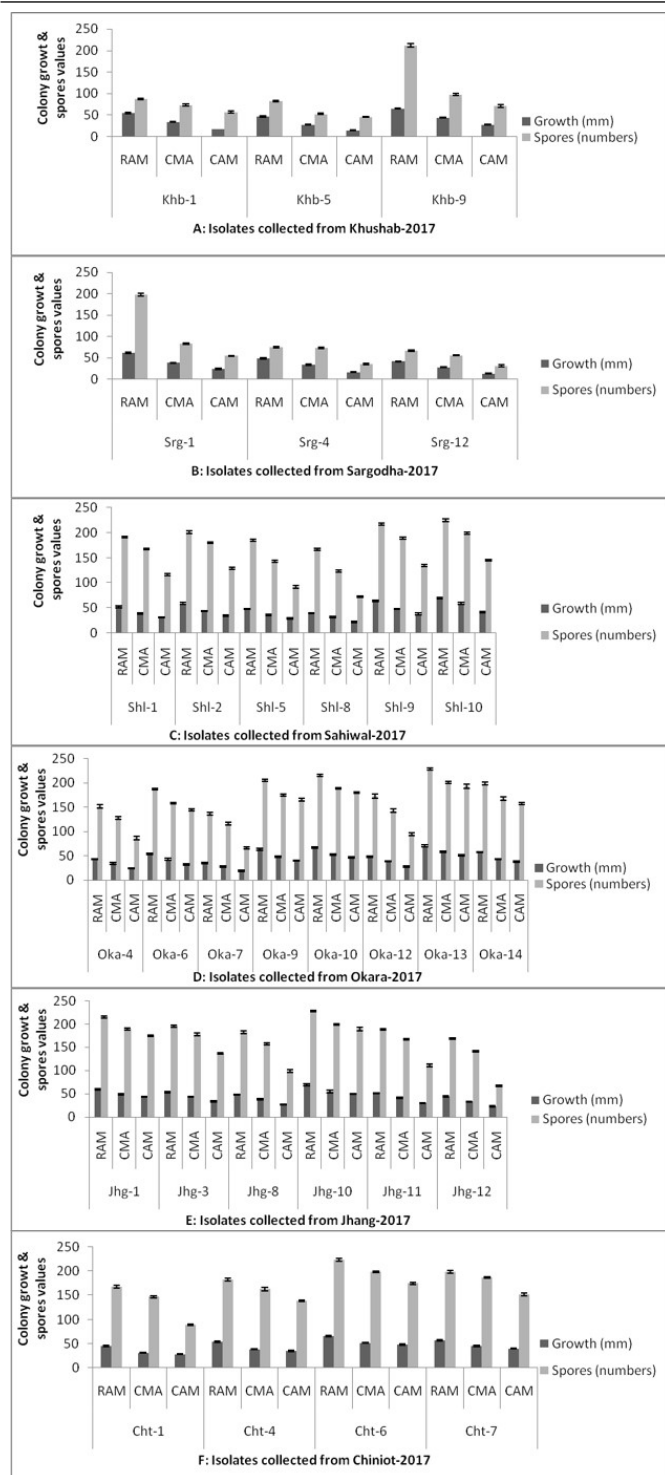 Colony growt &
spores values
250
200
150
100
50
0
RAM CMA CAM RAM CMA CAM RAM CMA CAM
Khb-1 Khb-5 Khb-9
Growth (mm)
Spores (numbers)
A: Isolates collected from Khushab-2017
Colony growt &
spores values
250
200
150
100
50
0
RAM CMA CAM RAM CMA CAM RAM CMA CAM
Srg-1 Srg-4 Srg-12
Growth (mm)
Spores (numbers)
B: Isolates collected from Sargodha-2017
Colony growt &
spores values
250
200
150
100
50
0
RAM CMA CAM RAM CMA CAM RAM CMA CAM RAM CMA CAM RAM CMA CAM RAM CMA CAM
Shl-1 Shl-2 Shl-5 Shl-8 Shl-9 Shl-10
Growth (mm)
Spores (numbers)
C: Isolates collected from Sahiwal-2017
Colony growt &
spores values
250
200
150
100
50
0
RAM CMA CAM RAM CMA CAM RAM CMA CAM RAM CMA CAM RAM CMA CAM RAM CMA CAM RAM CMA CAM RAM CMA CAM
Oka-4 Oka-6 Oka-7 Oka-9 Oka-10 Oka-12 Oka-13 Oka-14
Growth (mm)
Spores (numbers)
D: Isolates collected from Okara-2017
Colony growt &
spores values
250
200
150
100
50
0
RAM CMA CAM RAM CMA CAM RAM CMA CAM RAM CMA CAM RAM CMA CAM RAM CMA CAM
Jhg-1 Jhg-3 Jhg-8 Jhg-10 Jhg-11 Jhg-12
Growth (mm)
Spores (numbers)
E: Isolates collected from Jhang-2017
Colony growt &
spores values
250
200
150
100
50
0
RAM CMA CAM RAM CMA CAM RAM CMA CAM RAM CMA CAM
Cht-1 Cht-4 Cht-6 Cht-7
Growth (mm)
Spores (numbers)
F: Isolates collected from Chiniot-2017